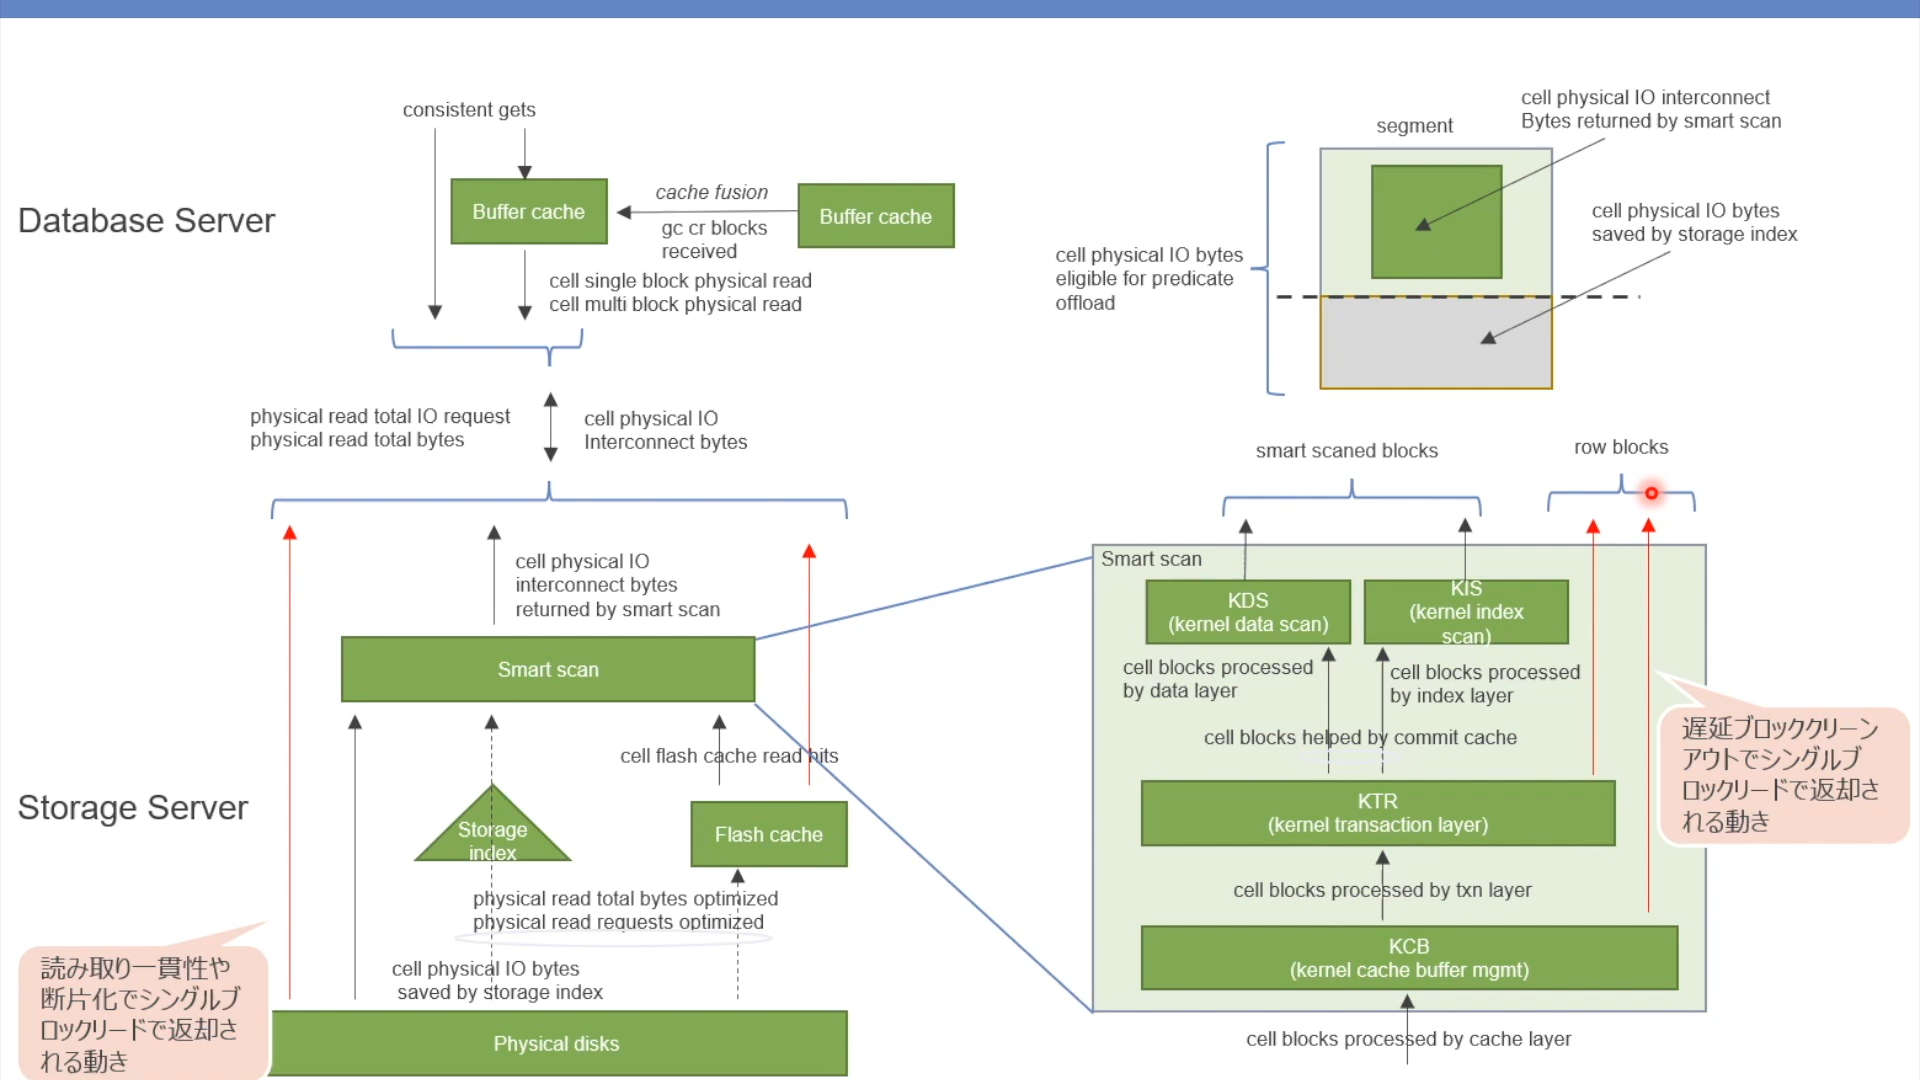 consistent gets
Database Server
Buffer cache
cache fusion
gc cr blocks
received
Buffer cache
cell single block physical read
cell multi block physical read
physical read total IO request
physical read total bytes
cell physical IO
Interconnect bytes
cell physical IO
interconnect bytes
returned by smart scan
Smart scan
cell flash cache read hits
Storage Server
Storage
index
Flash cache
physical read total bytes optimized
physical read requests optimized
cell physical IO bytes
saved by storage index
Physical disks
読み取り一貫性や
断片化でシングルブ
ロックリードで返却さ
れる動き
segment
cell physical IO interconnect
Bytes returned by smart scan
cell physical IO bytes
saved by storage index
cell physical IO bytes
eligible for predicate
offload
smart scaned blocks
row blocks
Smart scan
KDS
(kernel data scan)
KIS
(kernel index
scan)
cell blocks processed
by data layer
cell blocks processed
by index layer
cell blocks helped by commit cache
KTR
(kernel transaction layer)
cell blocks processed by txn layer
KCB
(kernel cache buffer mgmt)
cell blocks processed by cache layer
遅延ブロッククリーン
アウトでシングルブ
ロックリードで返却さ
れる動き